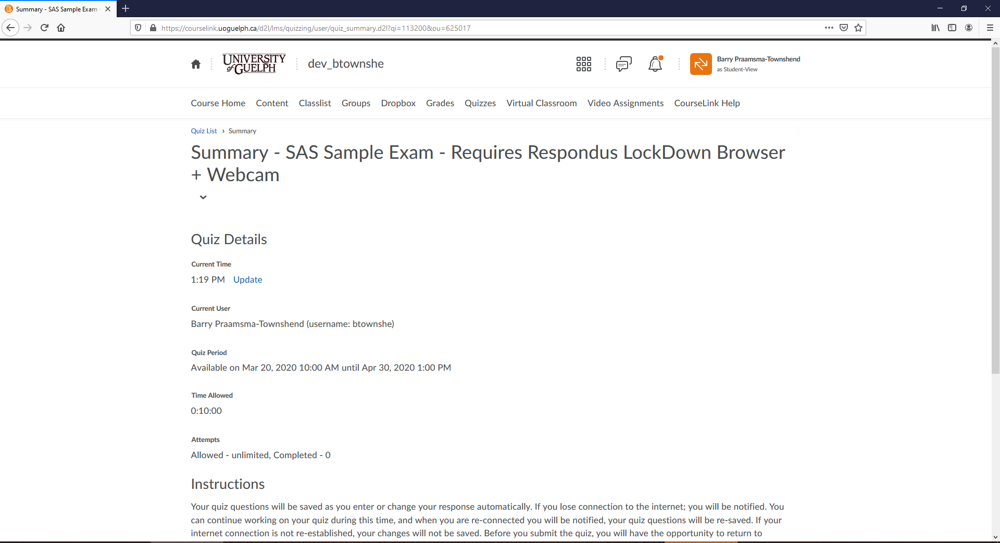 Summary - SAS Sample Exam -
https://courselink.uoguelph.ca/d2l/lms/quizzing/user/quiz_summary.d2l?qi=113200&ou=625017
UNIVERSITY
of GUELPH
dev_btownshe
Barry Praamsma-Townshend
as Student-View
Course Home Content Classlist Groups Dropbox Grades Quizzes Virtual Classroom Video Assignments CourseLink Help
Quiz List › Summary
Summary - SAS Sample Exam - Requires Respondus LockDown Browser
+ Webcam
Quiz Details
Current Time
1:19 PM Update
Current User
Barry Praamsma-Townshend (username: btownshe)
Quiz Period
Available on Mar 20, 2020 10:00 AM until Apr 30, 2020 1:00 PM
Time Allowed
0:10:00
Attempts
Allowed - unlimited, Completed - 0
Instructions
Your quiz questions will be saved as you enter or change your response automatically. If you lose connection to the internet; you will be notified. You
can continue working on your quiz during this time, and when you are re-connected you will be notified, your quiz questions will be re-saved. If your
internet connection is not re-established, your changes will not be saved. Before you submit the quiz, you will have the opportunity to return to